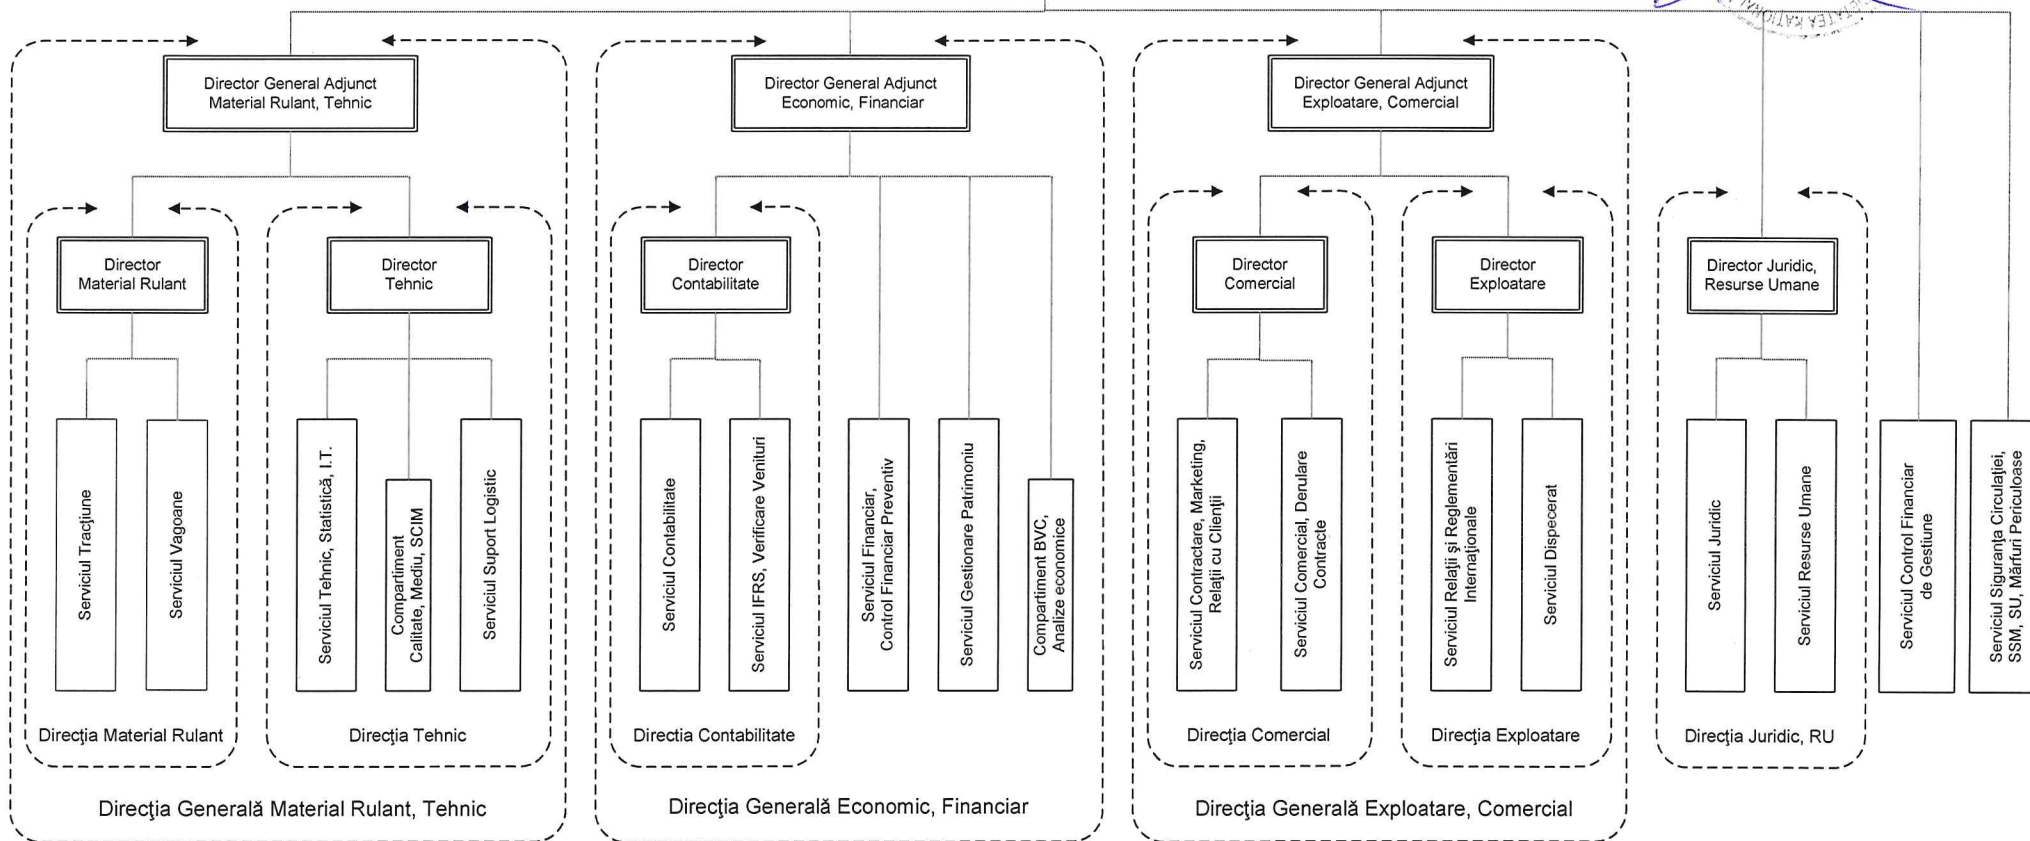 ETATEA NAŢIONAL
Director General Adjunct
Material Rulant, Tehnic
Director General Adjunct
Economic, Financiar
Director General Adjunct
Exploatare, Comercial
Director
Material Rulant
Director
Tehnic
Director
Contabilitate
Director
Comercial
Director
Exploatare
Director Juridic,
Resurse Umane
Serviciul Tracţiune
Serviciul Vagoane
Serviciul Tehnic, Statistică, I.T.
Compartiment
Calitate, Mediu, SCIM
Serviciul Suport Logistic
Serviciul Contabilitate
Serviciul IFRS, Verificare Venituri
Serviciul Financiar,
Control Financiar Preventiv
Serviciul Gestionare Patrimoniu
Compartiment BVC,
Analize economice
Serviciul Contractare, Marketing,
Relaţii cu Clienţii
Serviciul Comercial, Derulare
Contracte
Serviciul Relaţii şi Reglementări
Internaţionale
Serviciul Dispecerat
Serviciul Juridic
Serviciul Resurse Umane
Serviciul Control Financiar
de Gestiune
Serviciul Siguranţa Circulaţiei,
SSM, SU, Mărfuri Periculoase
Direcţia Material Rulant
Direcţia Tehnic
Directia Contabilitate
Direcţia Comercial
Direcţia Exploatare
Direcţia Juridic, RU
Direcţia Generală Material Rulant, Tehnic
Direcţia Generală Economic, Financiar
Direcţia Generală Exploatare, Comercial